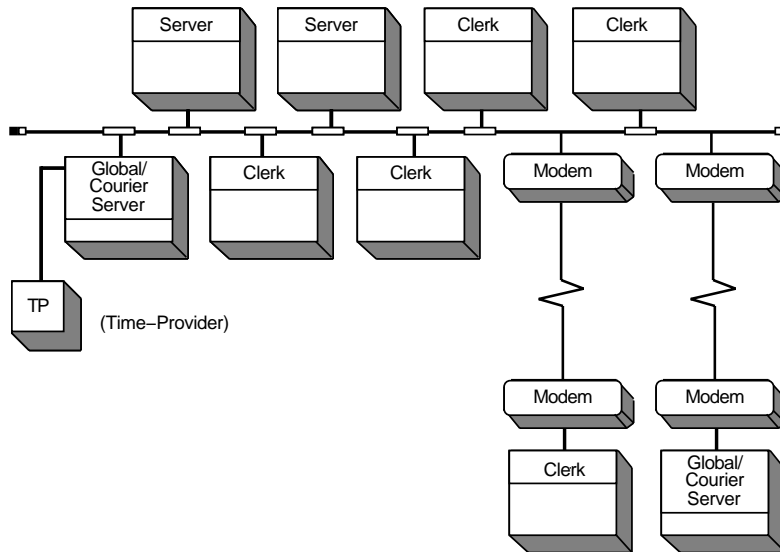 Server
Server
Clerk
Clerk
Global/
Courier
Server
Clerk
Clerk
Modem
Modem
TP
(Time−Provider)
Modem
Modem
Clerk
Global/
Courier
Server